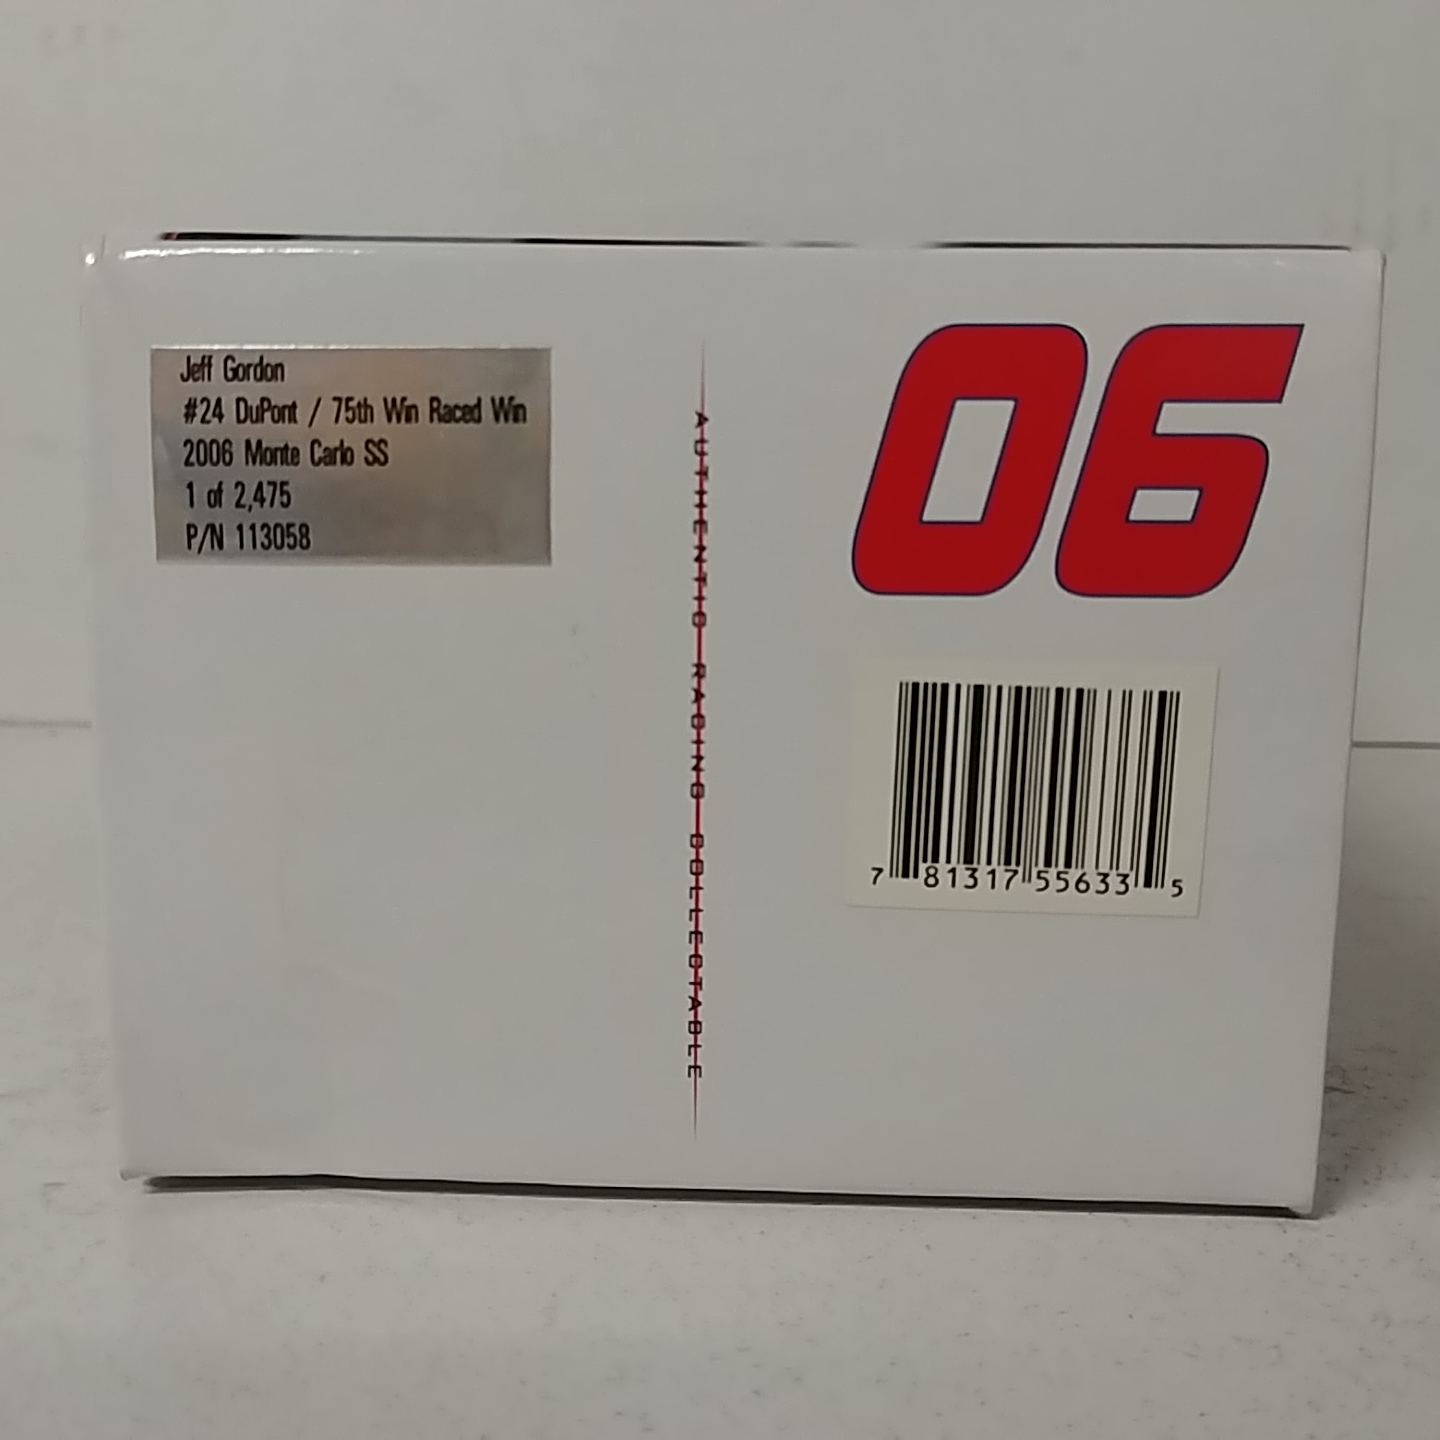 Jeff Gordon
#24 DuPont / 75th Win Raced Win
2006 Monte Carlo SS
1 of 2,475
P/N 113058
AUTHENTIC RACING COLLECTABLE
06
7 81317 55633 5